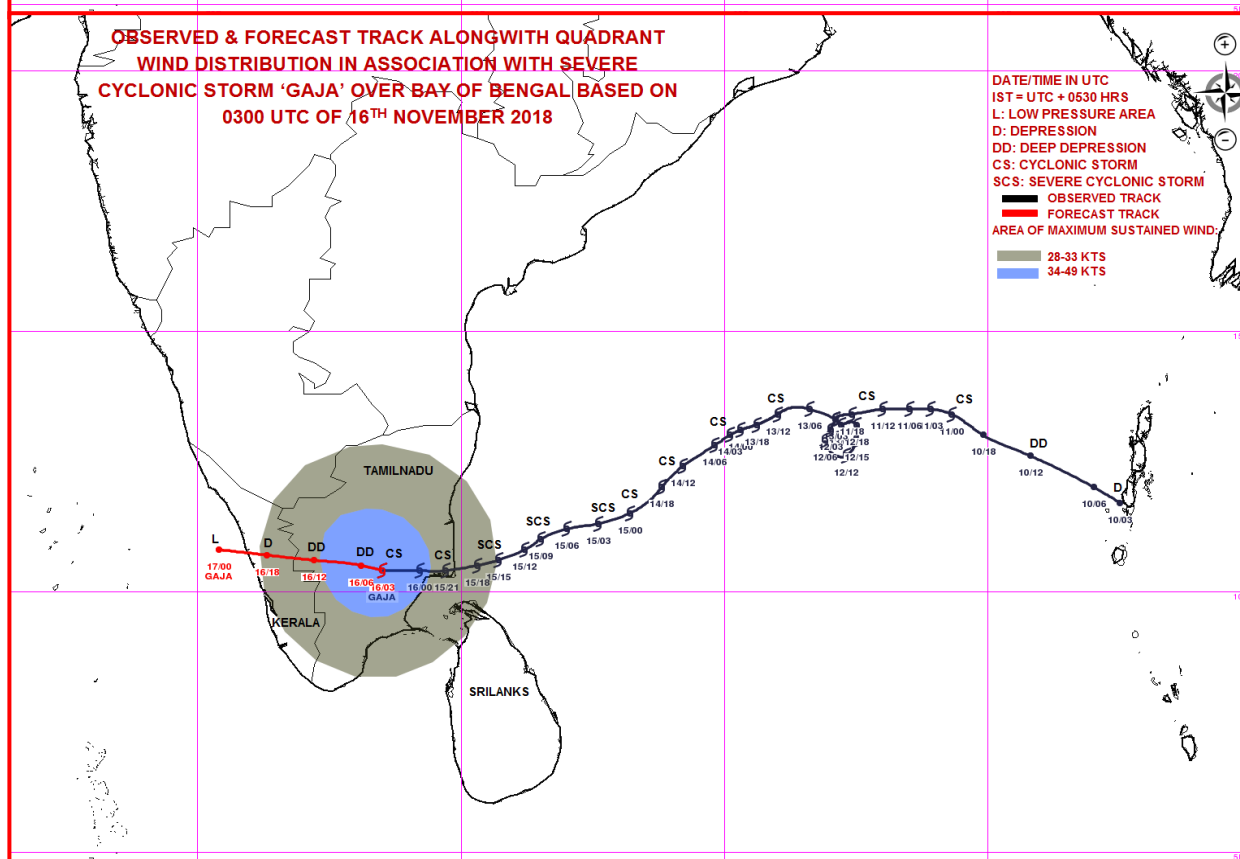 OBSERVED & FORECAST TRACK ALONGWITH QUADRANT
WIND DISTRIBUTION IN ASSOCIATION WITH SEVERE
CYCLONIC STORM ‘GAJA’ OVER BAY OF BENGAL BASED ON
0300 UTC OF 16TH NOVEMBER 2018
DATE/TIME IN UTC
IST = UTC + 0530 HRS
L: LOW PRESSURE AREA
D: DEPRESSION
DD: DEEP DEPRESSION
CS: CYCLONIC STORM
SCS: SEVERE CYCLONIC STORM
OBSERVED TRACK
FORECAST TRACK
AREA OF MAXIMUM SUSTAINED WIND:
28-33 KTS
34-49 KTS
TAMILNADU
KERALA
SRILANKS
L
D
DD
DD
CS
CS
SCS
SCS
SCS
CS
CS
CS
CS
CS
CS
DD
D
17/00
GAJA
16/18
16/12
16/06
16/03
GAJA
16/00
15/21
15/18
15/15
15/12
15/09
15/06
15/03
15/00
14/18
14/12
14/06
14/03
14/00
13/18
13/12
13/06
12/03
12/06
12/12
12/15
12/18
11/18
11/12
11/06
11/03
11/00
10/18
10/12
10/06
10/03